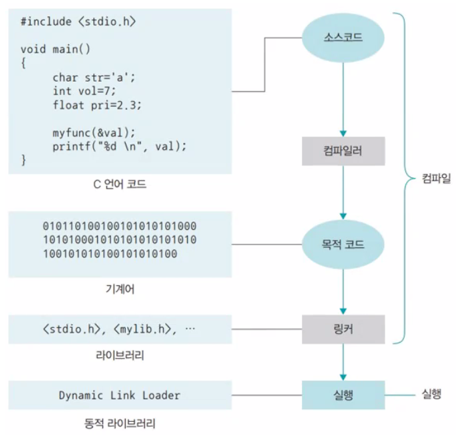 #include <stdio.h>
void main()
{
char str='a';
int vol=7;
float pri=2.3;
myfunc(&val);
printf("%d \n", val);
}
C 언어 코드
소스코드
컴파일러
컴파일
010110100100101010101000
10101000101010101010101010
100101010100101010100
기계어
목적 코드
<stdio.h>, <mylib.h>, …
라이브러리
링커
Dynamic Link Loader
동적 라이브러리
실행
실행